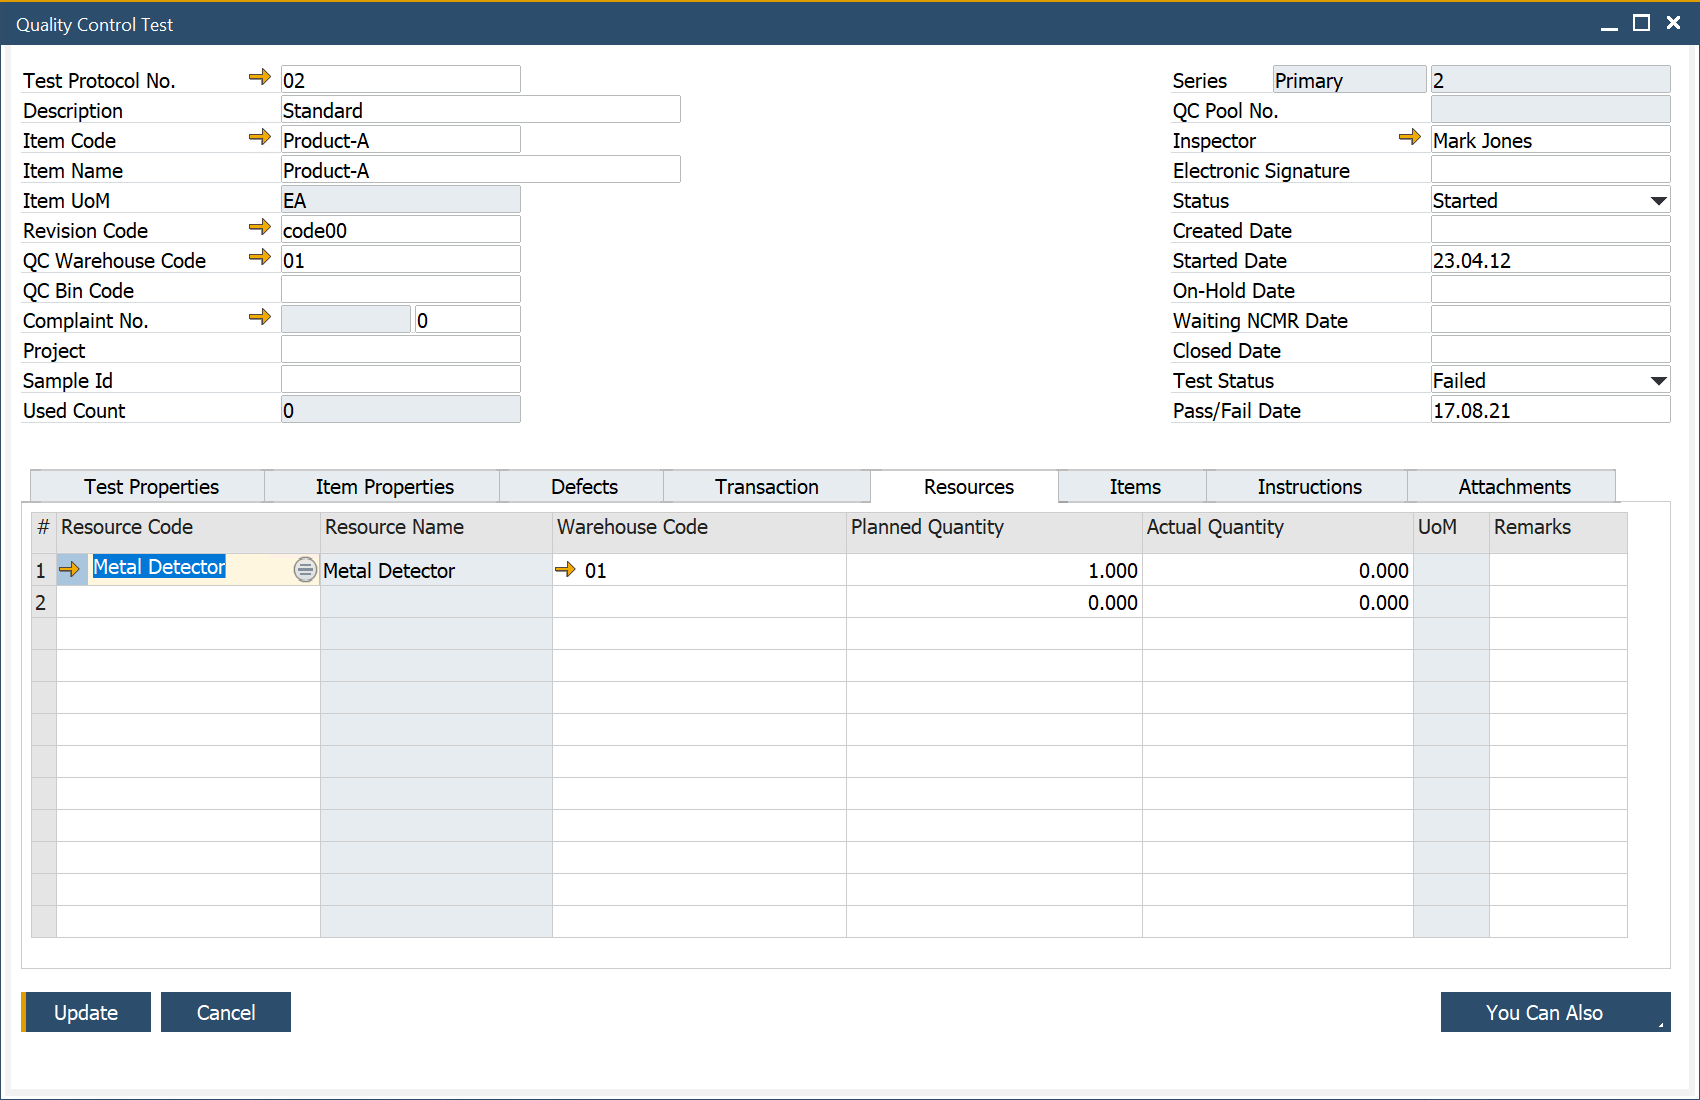 Quality Control Test
Test Protocol No. 02
Description Standard
Item Code Product-A
Item Name Product-A
Item UoM EA
Revision Code code00
QC Warehouse Code 01
QC Bin Code
Complaint No. 0
Project
Sample Id
Used Count 0
Series Primary 2
QC Pool No.
Inspector Mark Jones
Electronic Signature
Status Started
Created Date
Started Date 23.04.12
On-Hold Date
Waiting NCMR Date
Closed Date
Test Status Failed
Pass/Fail Date 17.08.21
Test Properties Item Properties Defects Transaction Resources Items Instructions Attachments
# Resource Code Resource Name Warehouse Code Planned Quantity Actual Quantity UoM Remarks
1 Metal Detector Metal Detector 01 1.000 0.000
2 0.000 0.000
Update Cancel You Can Also